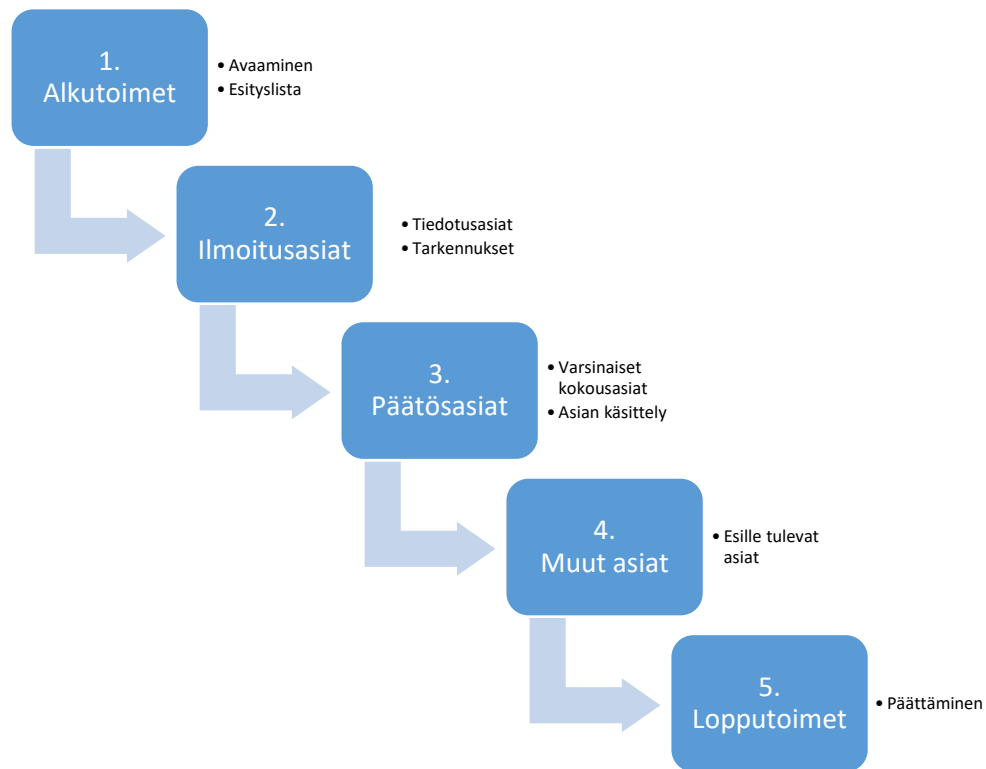 1.
Alkutoimet
• Avaaminen
• Esityslista
2.
Ilmoitusasiat
• Tiedotusasiat
• Tarkennukset
3.
Päätösasiat
• Varsinaiset
kokousasiat
• Asian käsittely
4.
Muut asiat
• Esille tulevat
asiat
5.
Lopputoimet
• Päättäminen